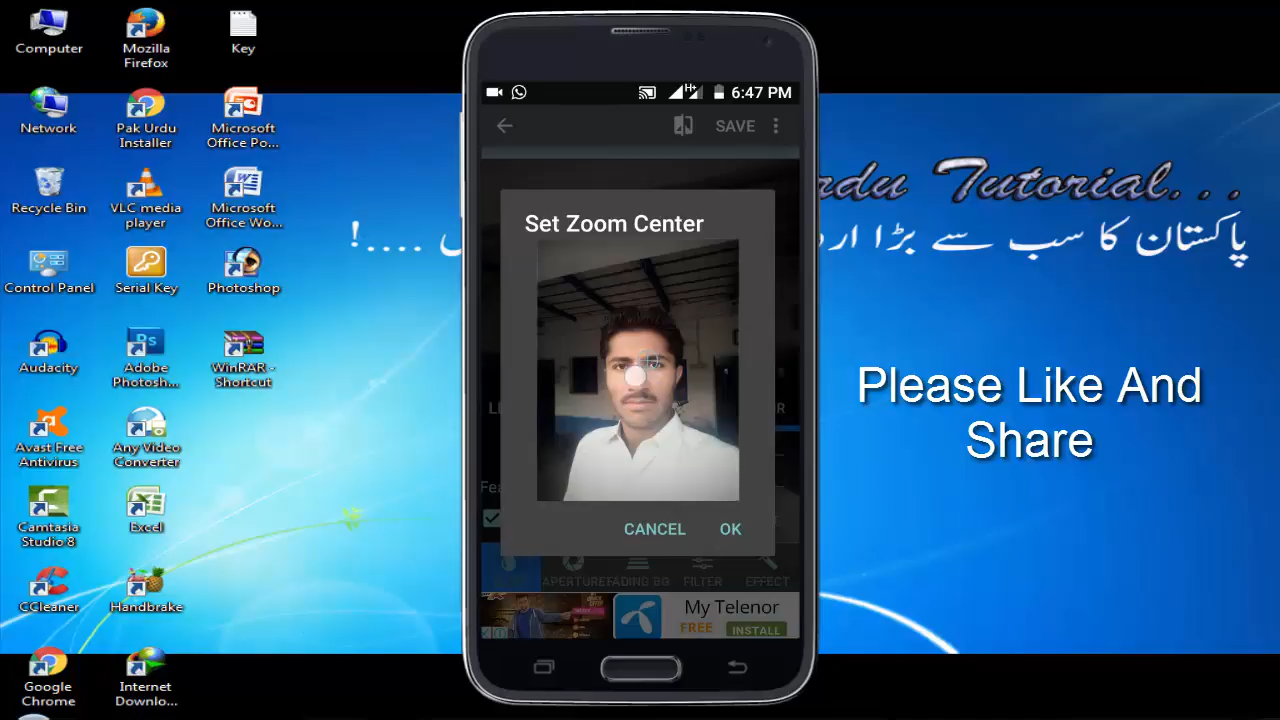 Computer
Mozilla
Firefox
Key
Network
Pak Urdu
Installer
Microsoft
Office Po...
Recycle Bin
VLC media
player
Microsoft
Office Wo...
Control Panel
Serial Key
Photoshop
Audacity
Adobe
Photosh...
WinRAR -
Shortcut
Avast Free
Antivirus
Any Video
Converter
Camtasia
Studio 8
Excel
CCleaner
Handbrake
Google
Chrome
Internet
Downlo...
H+
6:47 PM
SAVE
Set Zoom Center
CANCEL
OK
APERTURE
FADING BG
FILTER
EFFECT
My Telenor
FREE
INSTALL
rdu Tutorial...
پاکستان کا سب سے بڑا ارد
Please Like And
Share